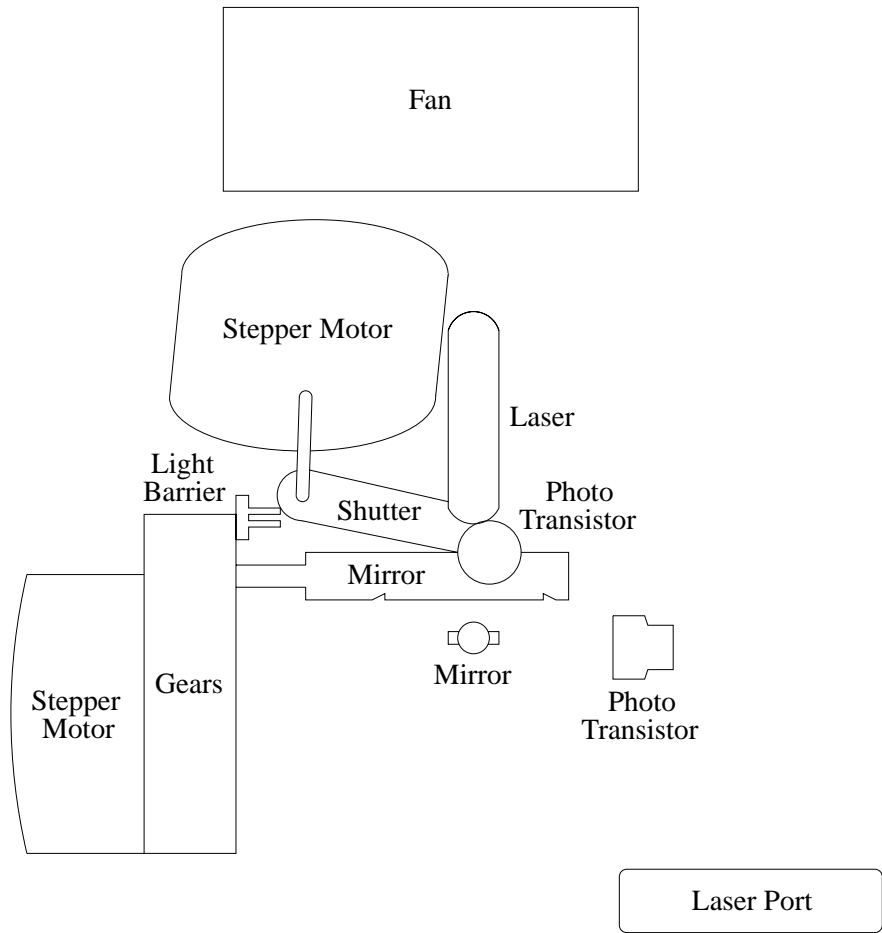 Fan
Stepper Motor
Laser
Light
Barrier
Shutter
Photo
Transistor
Mirror
Mirror
Gears
Stepper
Motor
Photo
Transistor
Laser Port